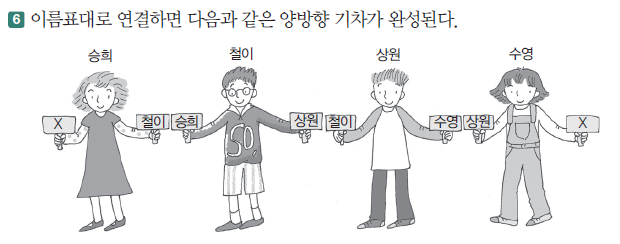 6 이름표대로 연결하면 다음과 같은 양방향 기차가 완성된다.
승희 철이 상원 수영
X 철이 승희 상원 철이 수영 상원 X
SO,